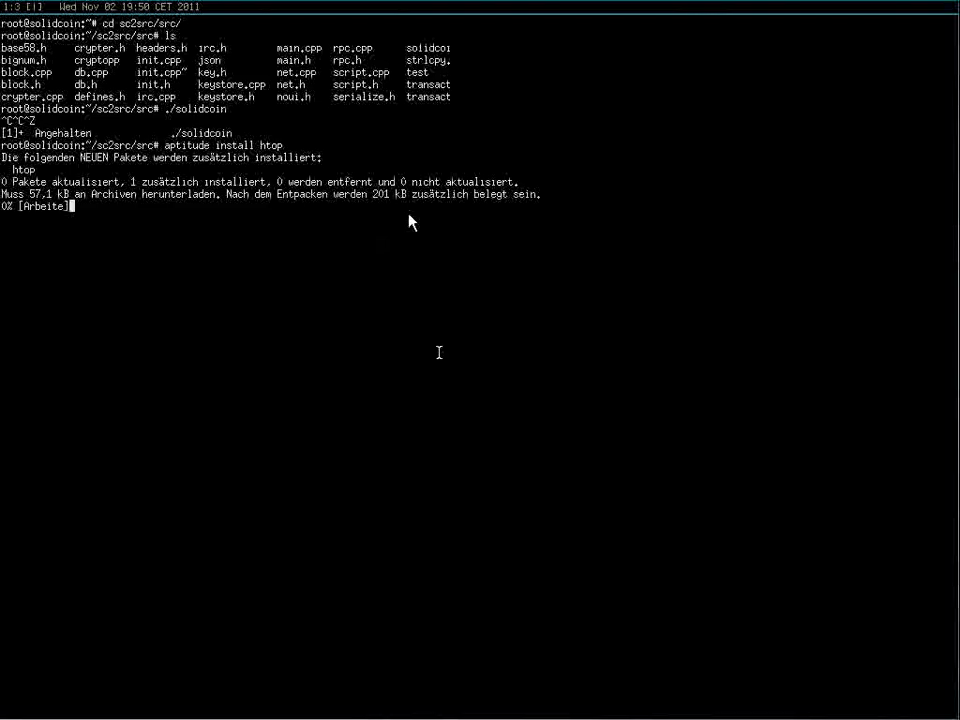 1:3 [|] Wed Nov 02 19:50 CET 2011
root@solidcoin:~# cd sc2src/src/
root@solidcoin:~/sc2src/src# ls
base58.h crypter.h headers.h irc.h main.cpp rpc.cpp solidcoi
bignum.h cryptopp init.cpp json main.h rpc.h strlcpy.
block.cpp db.cpp init.cpp~ key.h net.cpp script.cpp test
block.h db.h init.h keystore.cpp net.h script.h transact
crypter.cpp defines.h irc.cpp keystore.h noui.h serialize.h transact
root@solidcoin:~/sc2src/src# ./solidcoin
^C^C^Z
[1]+ Angehalten ./solidcoin
root@solidcoin:~/sc2src/src# aptitude install htop
Die folgenden NEUEN Pakete werden zusätzlich installiert:
htop
0 Pakete aktualisiert, 1 zusätzlich installiert, 0 werden entfernt und 0 nicht aktualisiert.
Muss 57,1 kB an Archiven herunterladen. Nach dem Entpacken werden 201 kB zusätzlich belegt sein.
0% [Arbeite]